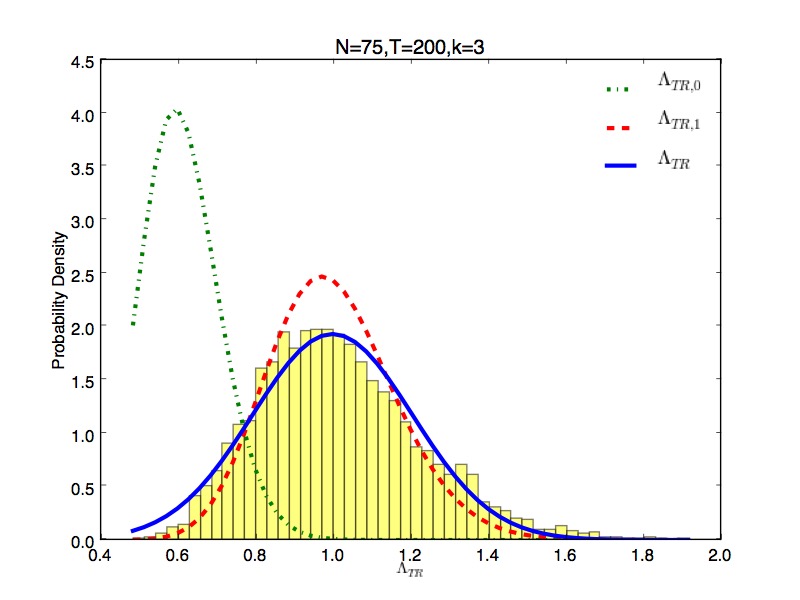 N=75,T=200,k=3
4.5
4.0
3.5
3.0
2.5
2.0
1.5
1.0
0.5
0.0
Probability Density
Λ_{TR,0}
Λ_{TR,1}
Λ_{TR}
0.4 0.6 0.8 1.0 1.2 1.4 1.6 1.8 2.0
Λ_{TR}